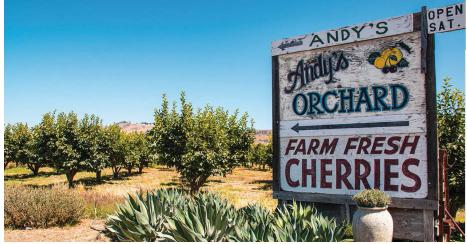 ANDY'S
OPEN
SAT.
Andy's
ORCHARD
FARM FRESH
CHERRIES